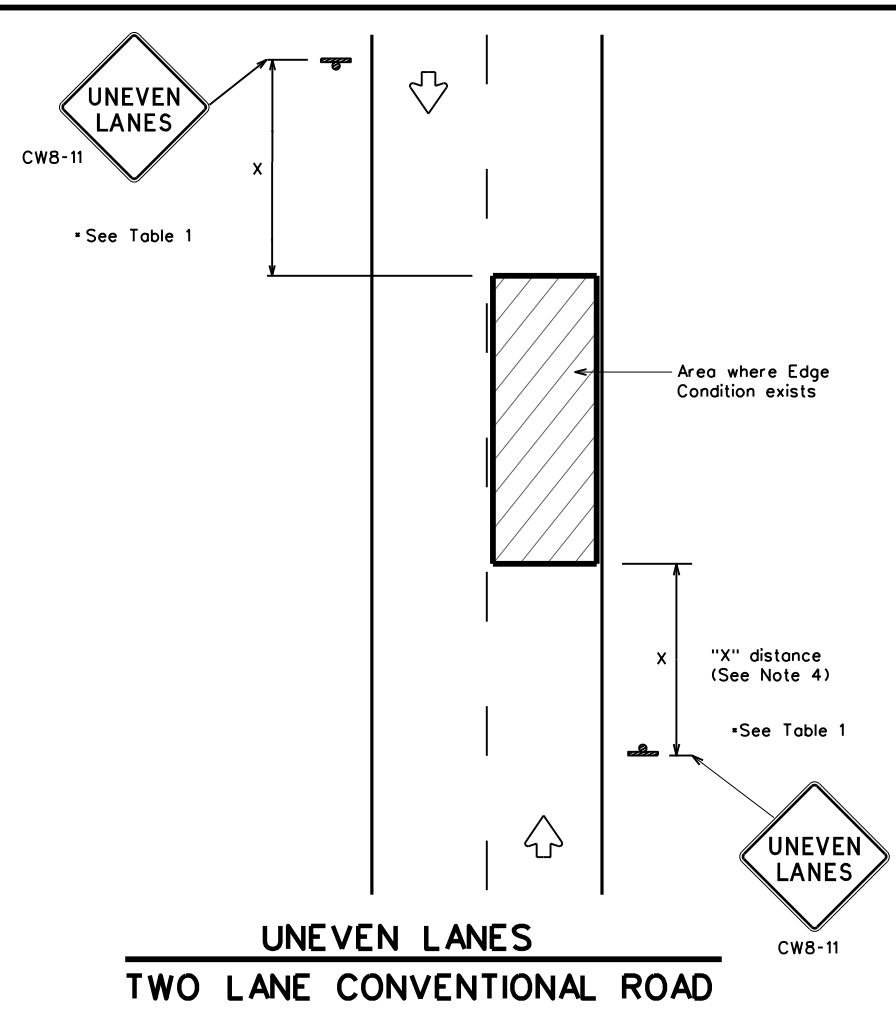 UNEVEN
LANES
CW8-11
X
* See Table 1
Area where Edge
Condition exists
X
"X" distance
(See Note 4)
*See Table 1
UNEVEN
LANES
CW8-11
UNEVEN LANES
TWO LANE CONVENTIONAL ROAD